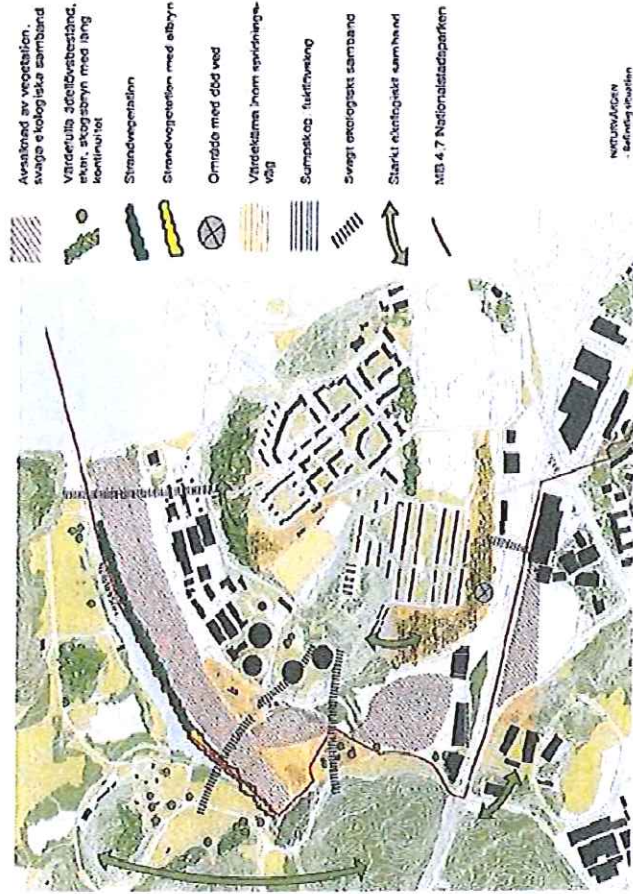 Avsaknad av vegetation,
svaga ekologiska samband
Värdefulla ädellövsbestånd,
ekar, skogsbryn med lång
kontinuitet
Strandvegetation
Strandvegetation med albryn
Område med död ved
Värdekärna inom spridnings-
väg
Sumpskog, fuktlövskog
Svagt ekologiskt samband
Starkt ekologiskt samband
MB 4.7 Nationalstadsparken
NATURVÅRDEN
- Befintlig situation